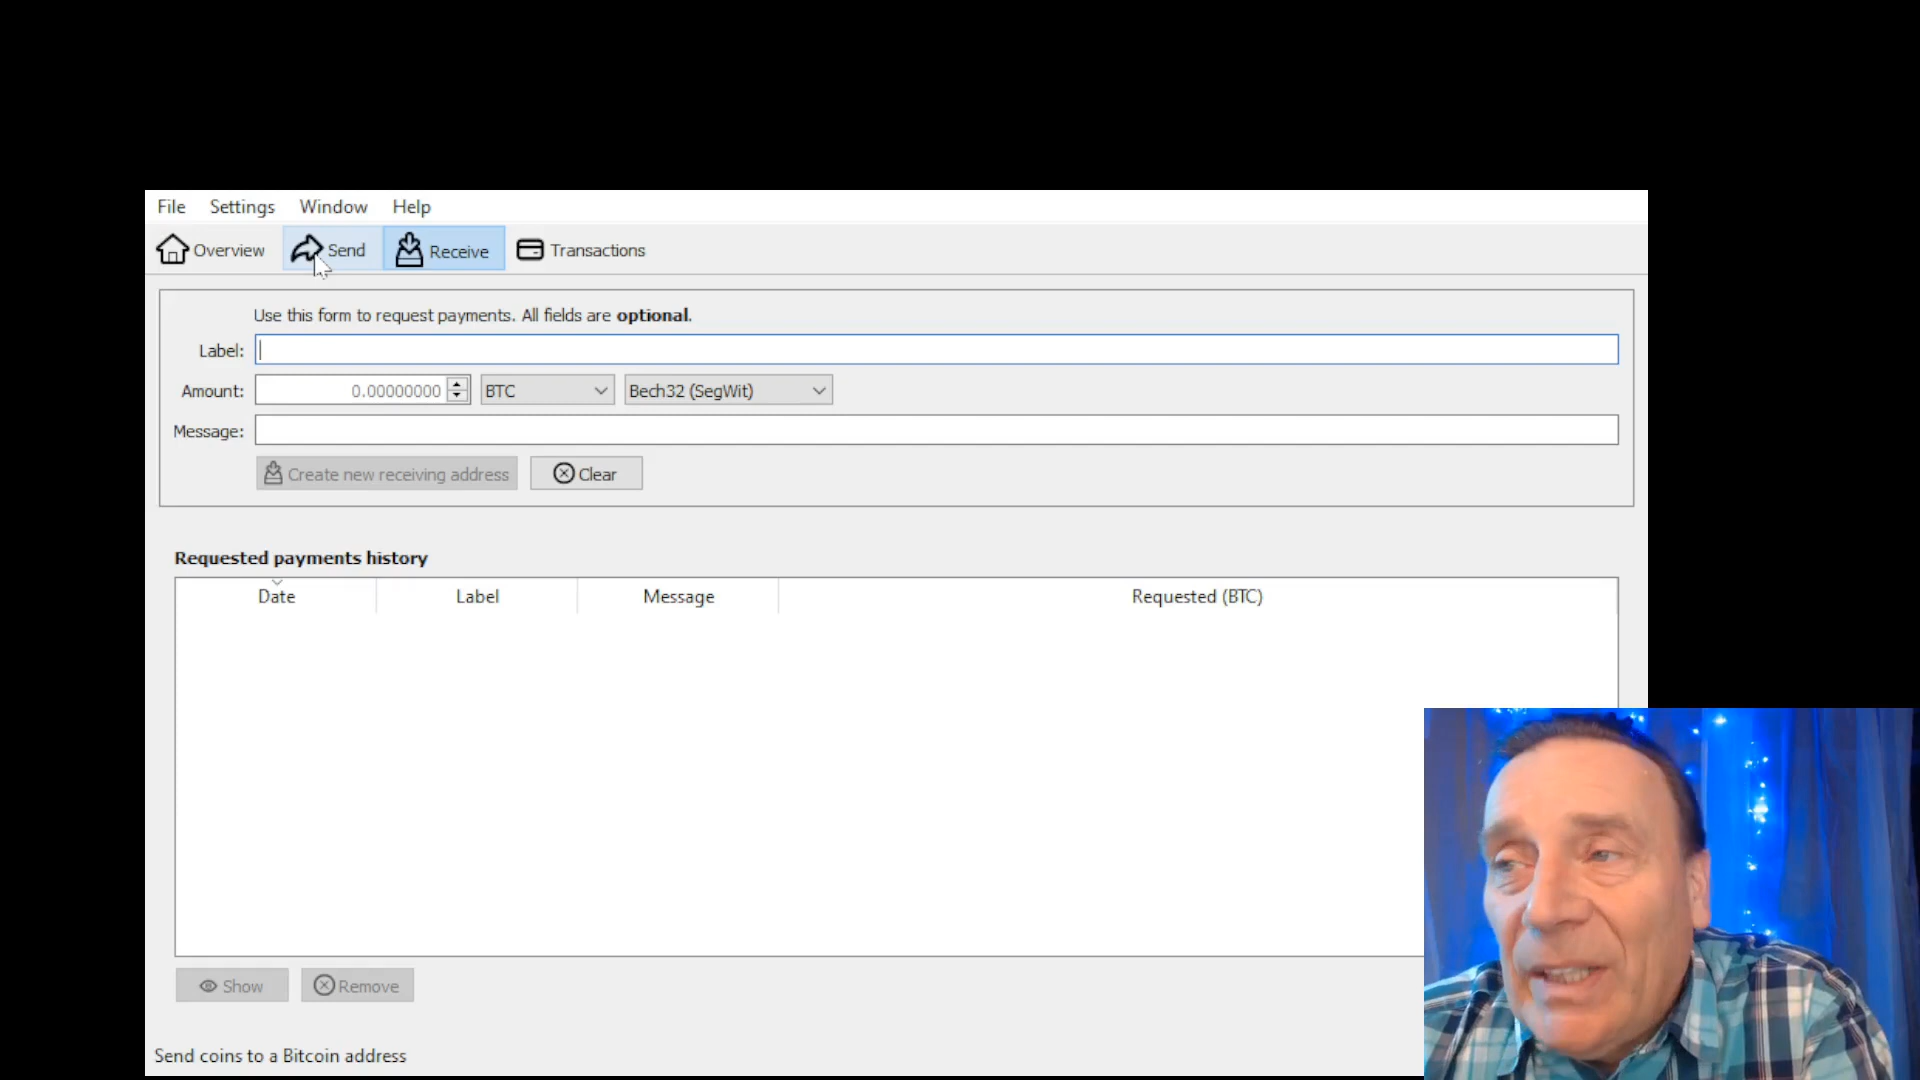 File Settings Window Help
Overview Send Receive Transactions
Use this form to request payments. All fields are optional.
Label:
Amount: 0.00000000 BTC Bech32 (SegWit)
Message:
Create new receiving address Clear
Requested payments history
Date Label Message Requested (BTC)
Show Remove
Send coins to a Bitcoin address